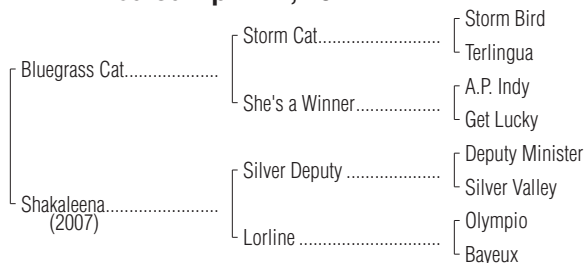 Storm Bird
Storm Cat
Terlingua
Bluegrass Cat
A.P. Indy
She's a Winner
Get Lucky
Deputy Minister
Silver Deputy
Silver Valley
Shakaleena
(2007)
Olympio
Lorline
Bayeux